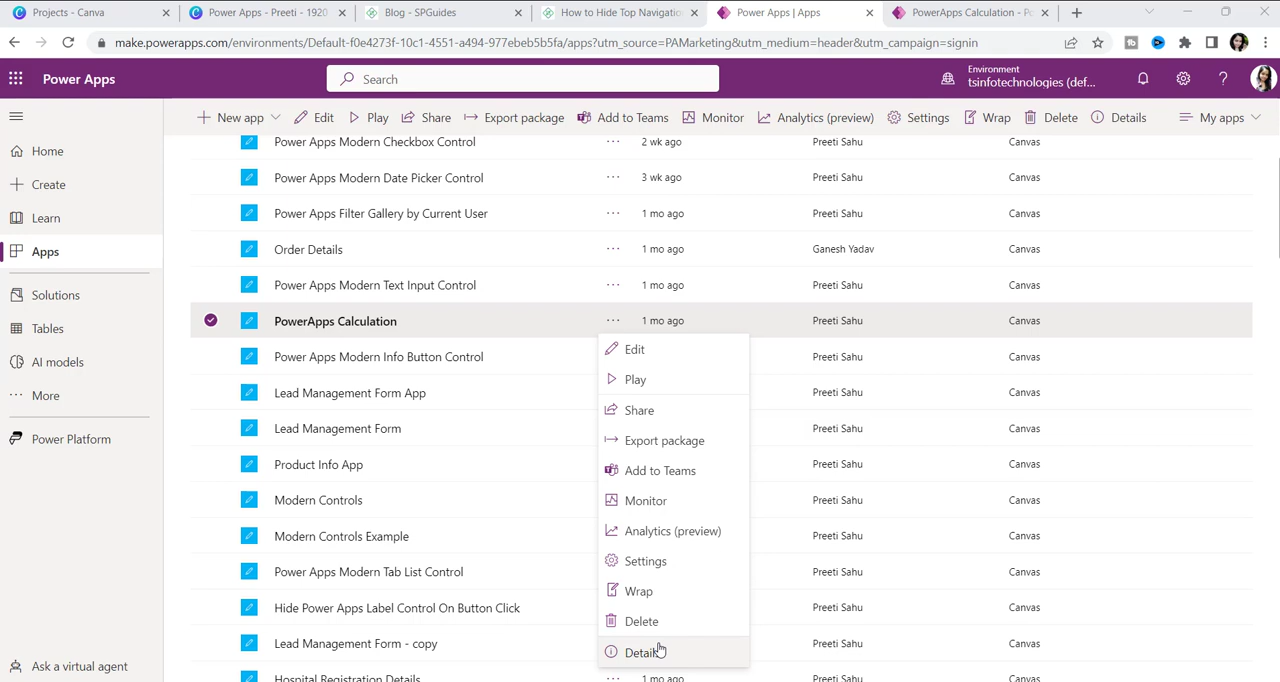 Projects - Canva
Power Apps - Preeti - 1920
Blog - SPGuides
How to Hide Top Navigation
Power Apps | Apps
PowerApps Calculation - Po
make.powerapps.com/environments/Default-f0e4273f-10c1-4551-a494-977ebeb5b5fa/apps?utm_source=PAMarketing&utm_medium=header&utm_campaign=signin
Power Apps
Search
Environment
tsinfotechnologies (def...
New app
Edit
Play
Share
Export package
Add to Teams
Monitor
Analytics (preview)
Settings
Wrap
Delete
Details
My apps
Home
Create
Learn
Apps
Solutions
Tables
AI models
More
Power Platform
Ask a virtual agent
Power Apps Modern Checkbox Control ... 2 wk ago Preeti Sahu Canvas
Power Apps Modern Date Picker Control ... 3 wk ago Preeti Sahu Canvas
Power Apps Filter Gallery by Current User ... 1 mo ago Preeti Sahu Canvas
Order Details ... 1 mo ago Ganesh Yadav Canvas
Power Apps Modern Text Input Control ... 1 mo ago Preeti Sahu Canvas
PowerApps Calculation ... 1 mo ago Preeti Sahu Canvas
Power Apps Modern Info Button Control Preeti Sahu Canvas
Lead Management Form App Preeti Sahu Canvas
Lead Management Form Preeti Sahu Canvas
Product Info App Preeti Sahu Canvas
Modern Controls Preeti Sahu Canvas
Modern Controls Example Preeti Sahu Canvas
Power Apps Modern Tab List Control Preeti Sahu Canvas
Hide Power Apps Label Control On Button Click Preeti Sahu Canvas
Lead Management Form - copy Preeti Sahu Canvas
Hospital Registration Details ... 1 mo ago Preeti Sahu Canvas
Edit
Play
Share
Export package
Add to Teams
Monitor
Analytics (preview)
Settings
Wrap
Delete
Details